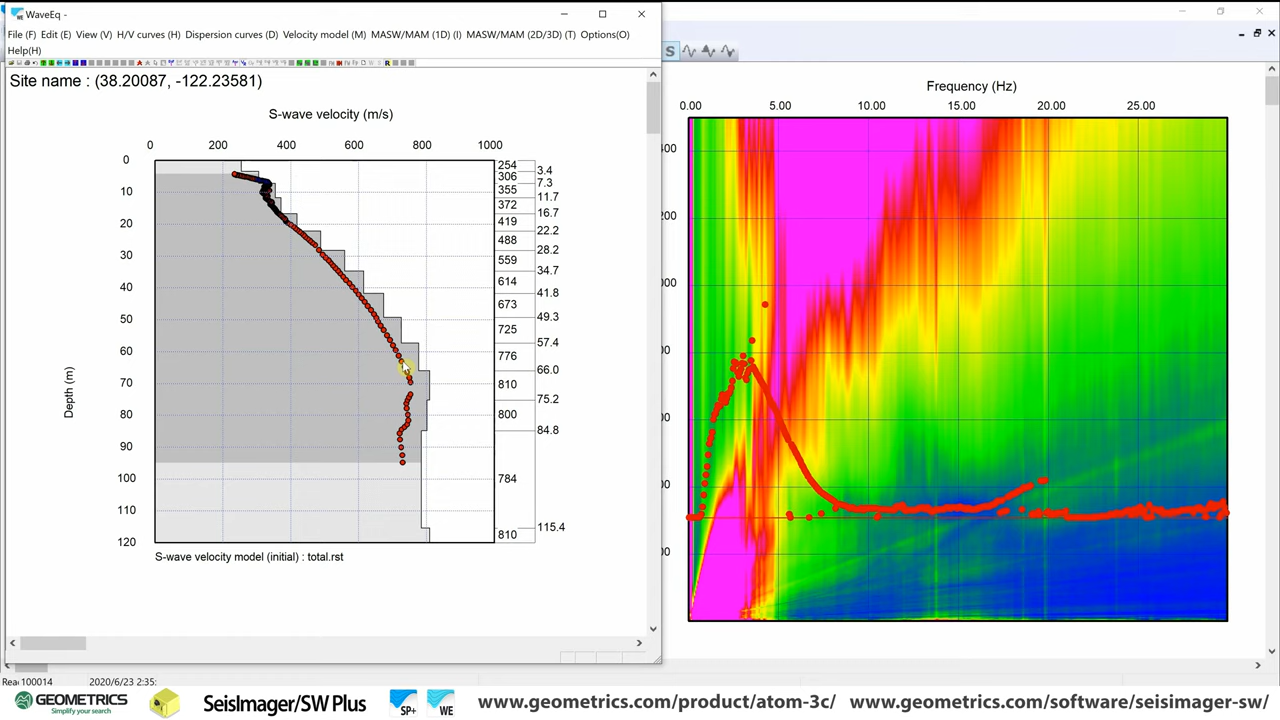 WaveEq -
File (F) Edit (E) View (V) H/V curves (H) Dispersion curves (D) Velocity model (M) MASW/MAM (1D) (I) MASW/MAM (2D/3D) (T) Options(O)
Help(H)
Site name : (38.20087, -122.23581)
S-wave velocity (m/s)
0 200 400 600 800 1000
0
10
20
30
40
50
60
70
80
90
100
110
120
Depth (m)
254
306
355
372
419
488
559
614
673
725
776
810
800
784
810
3.4
7.3
11.7
16.7
22.2
28.2
34.7
41.8
49.3
57.4
66.0
75.2
84.8
115.4
S-wave velocity model (initial) : total.rst
S
Frequency (Hz)
0.00 5.00 10.00 15.00 20.00 25.00
100014 2020/6/23 2:35:
GEOMETRICS
Simplify your search™
SeisImager/SW Plus
SP+
WE
www.geometrics.com/product/atom-3c/
www.geometrics.com/software/seisimager-sw/